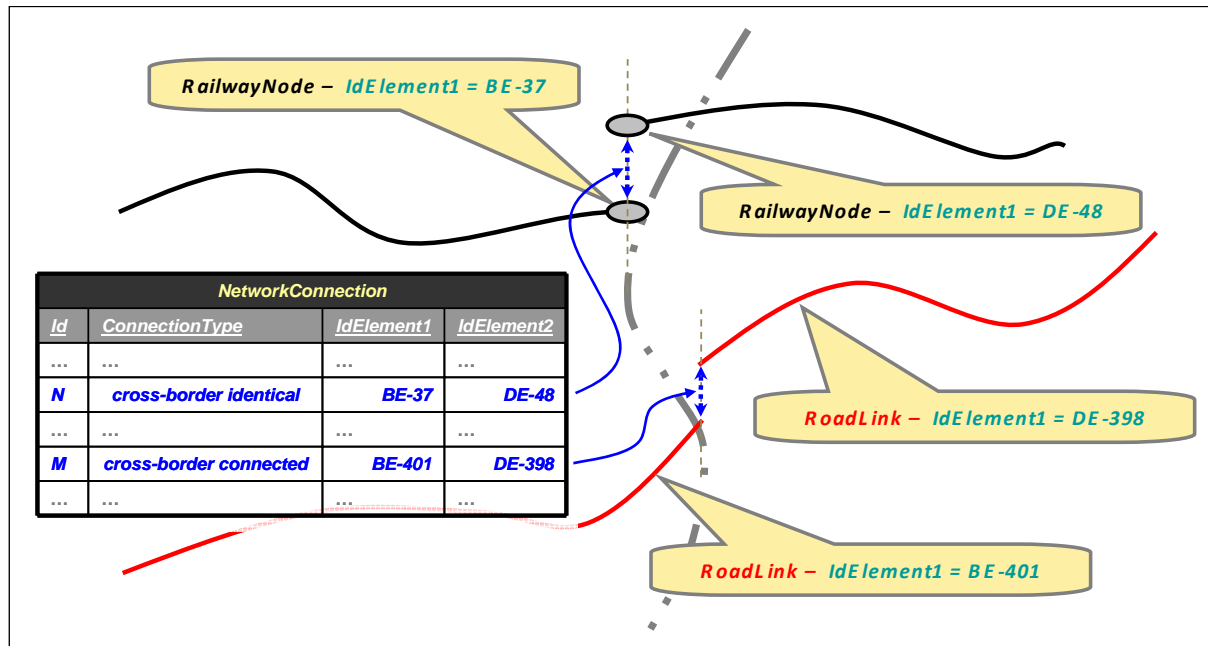 RailwayNode – IdElement1 = BE-37
RailwayNode – IdElement1 = DE-48
NetworkConnection
Id ConnectionType IdElement1 IdElement2
... ... ... ...
N cross-border identical BE-37 DE-48
... ... ... ...
M cross-border connected BE-401 DE-398
... ... ... ...
RoadLink – IdElement1 = DE-398
RoadLink – IdElement1 = BE-401